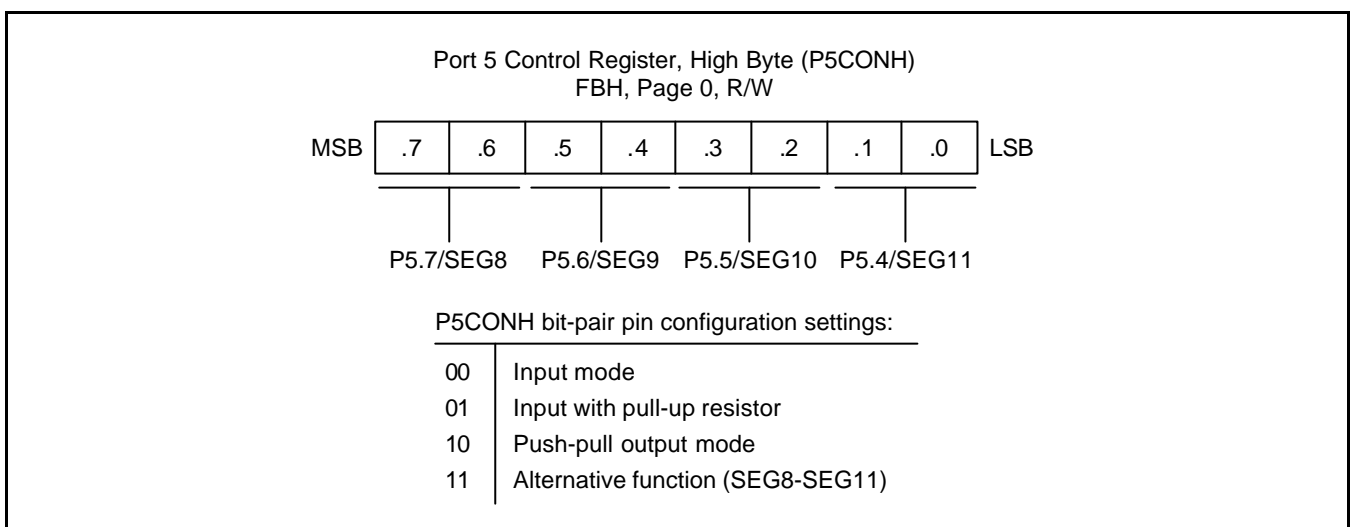 Port 5 Control Register, High Byte (P5CONH)
FBH, Page 0, R/W
MSB .7 .6 .5 .4 .3 .2 .1 .0 LSB
P5.7/SEG8 P5.6/SEG9 P5.5/SEG10 P5.4/SEG11
P5CONH bit-pair pin configuration settings:
00 Input mode
01 Input with pull-up resistor
10 Push-pull output mode
11 Alternative function (SEG8-SEG11)